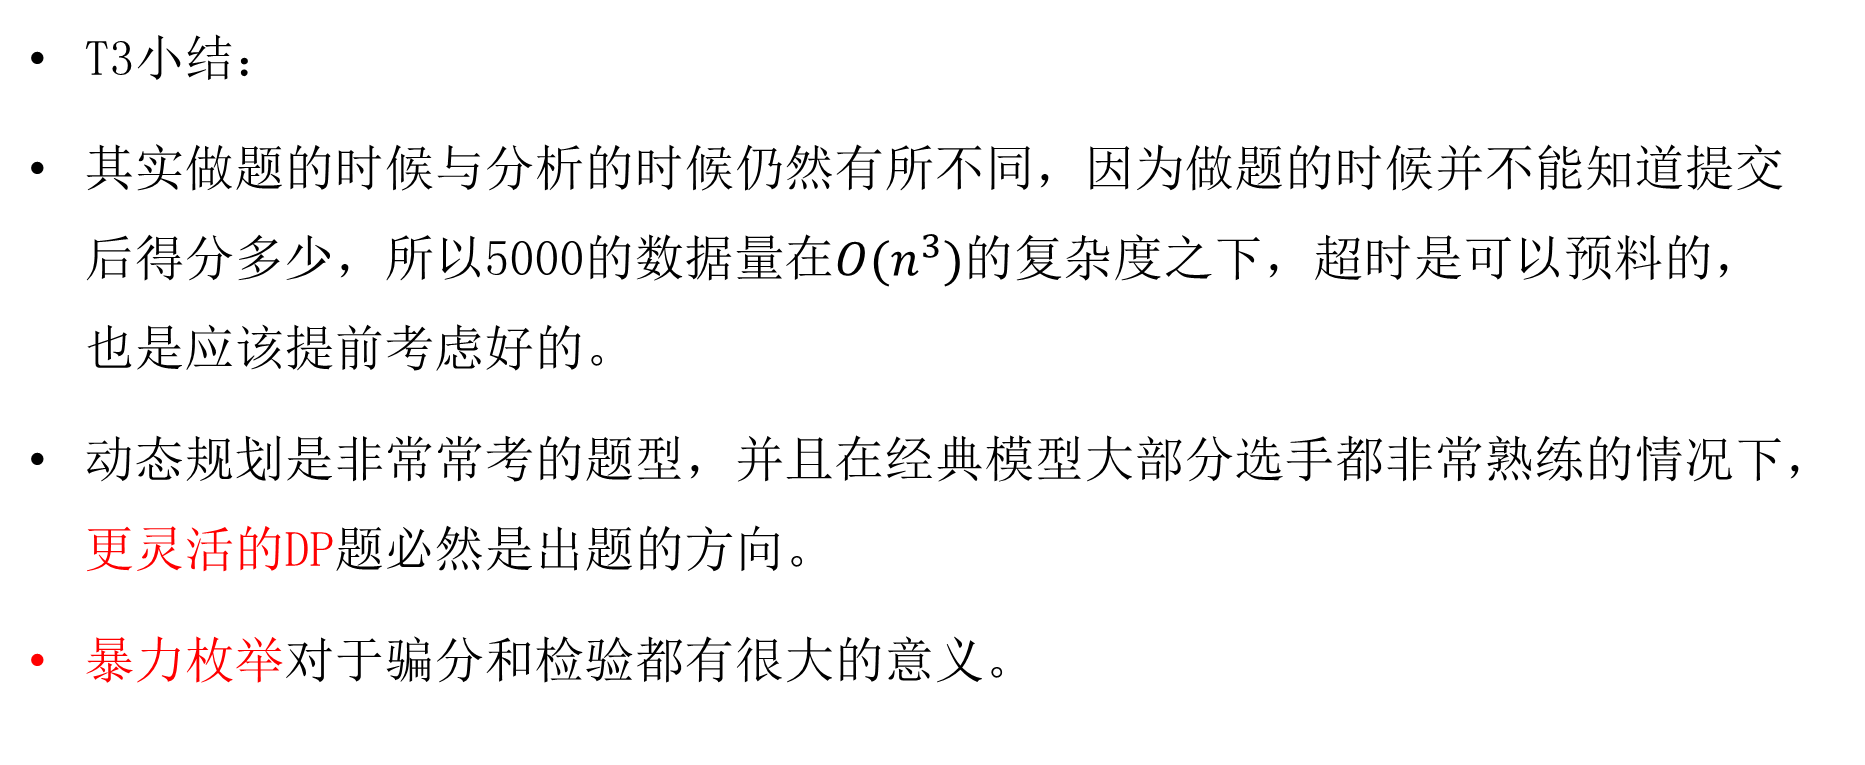 • T3小结：
• 其实做题的时候与分析的时候仍然有所不同，因为做题的时候并不能知道提交
后得分多少，所以5000的数据量在O(n³)的复杂度之下，超时是可以预料的，
也是应该提前考虑好的。
• 动态规划是非常常考的题型，并且在经典模型大部分选手都非常熟练的情况下，
更灵活的DP题必然是出题的方向。
• 暴力枚举对于骗分和检验都有很大的意义。